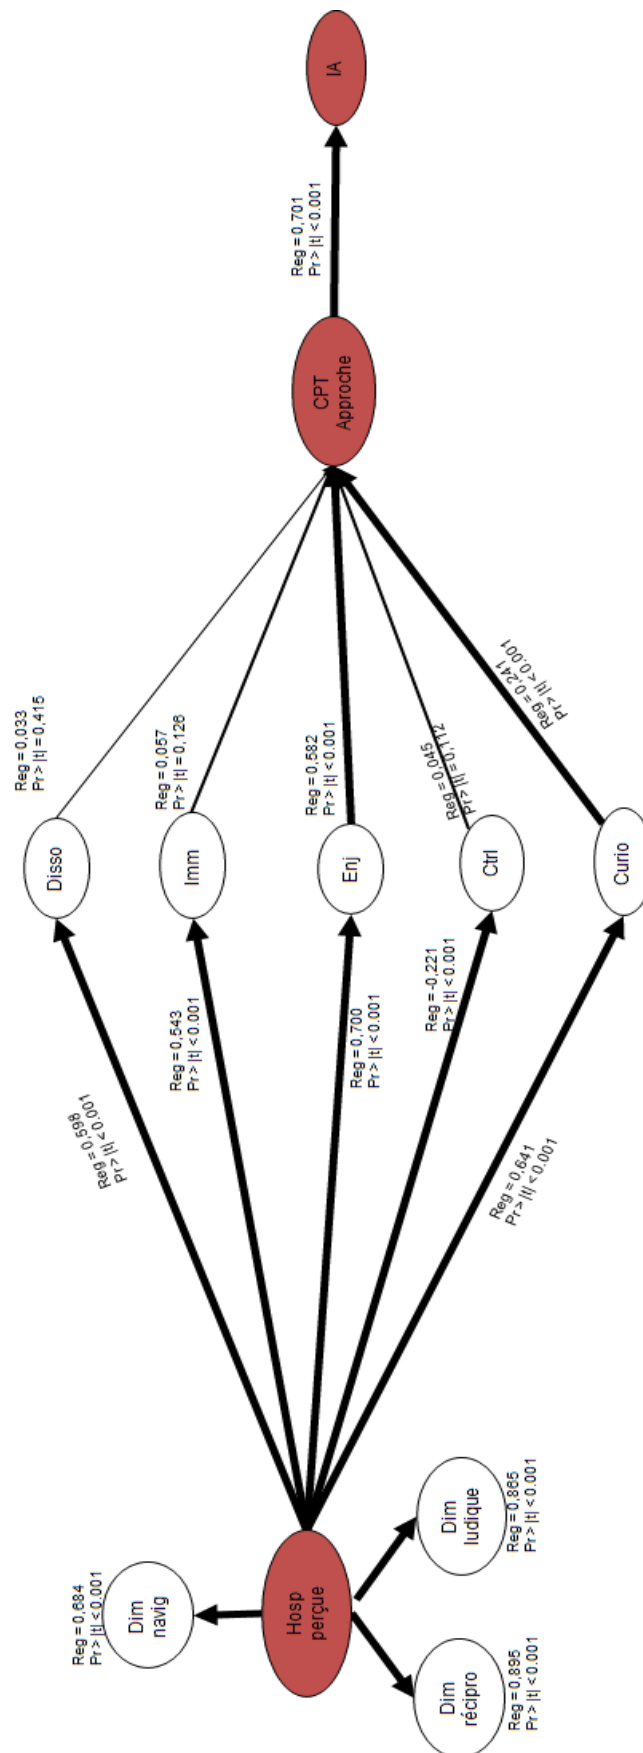 IA
Reg = 0,701
Pr > |t| < 0.001
CPT
Approche
Reg = 0,033
Pr > |t| = 0,415
Reg = 0,057
Pr > |t| = 0,126
Reg = 0,582
Pr > |t| < 0.001
Reg = 0,045
Pr > |t| = 0,112
Reg = 0,241
Pr > |t| < 0.001
Disso
Imm
Enj
Ctrl
Curio
Reg = 0,598
Pr > |t| < 0.001
Reg = 0,543
Pr > |t| < 0.001
Reg = 0,700
Pr > |t| < 0.001
Reg = -0,221
Pr > |t| < 0.001
Reg = 0,641
Pr > |t| < 0.001
Reg = 0,684
Pr > |t| < 0.001
Dim
navig
Hosp
perçue
Dim
ludique
Reg = 0,865
Pr > |t| < 0.001
Dim
récipro
Reg = 0,895
Pr > |t| < 0.001